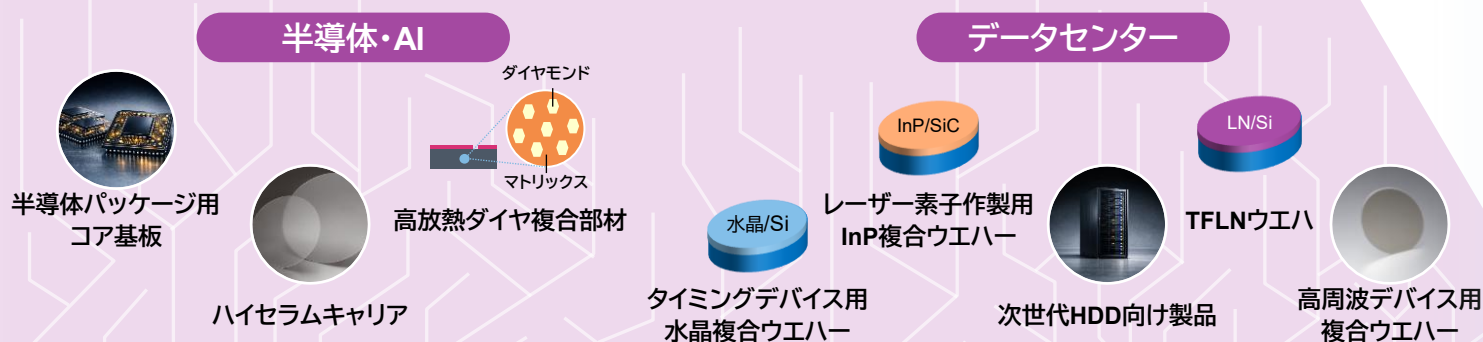 半導体・AI
半導体パッケージ用
コア基板
ハイセラムキャリア
ダイヤモンド
マトリックス
高放熱ダイヤ複合部材
データセンター
水晶/Si
タイミングデバイス用
水晶複合ウエハー
InP/SiC
レーザー素子作製用
InP複合ウエハー
次世代HDD向け製品
LN/Si
TFLNウエハ
高周波デバイス用
複合ウエハー